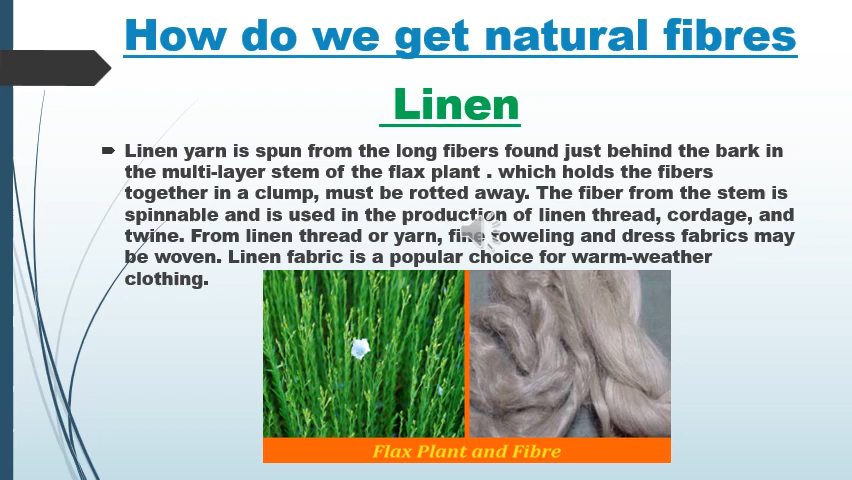 How do we get natural fibres
Linen
Linen yarn is spun from the long fibers found just behind the bark in
the multi-layer stem of the flax plant . which holds the fibers
together in a clump, must be rotted away. The fiber from the stem is
spinnable and is used in the production of linen thread, cordage, and
twine. From linen thread or yarn, fine toweling and dress fabrics may
be woven. Linen fabric is a popular choice for warm-weather
clothing.
Flax Plant and Fibre